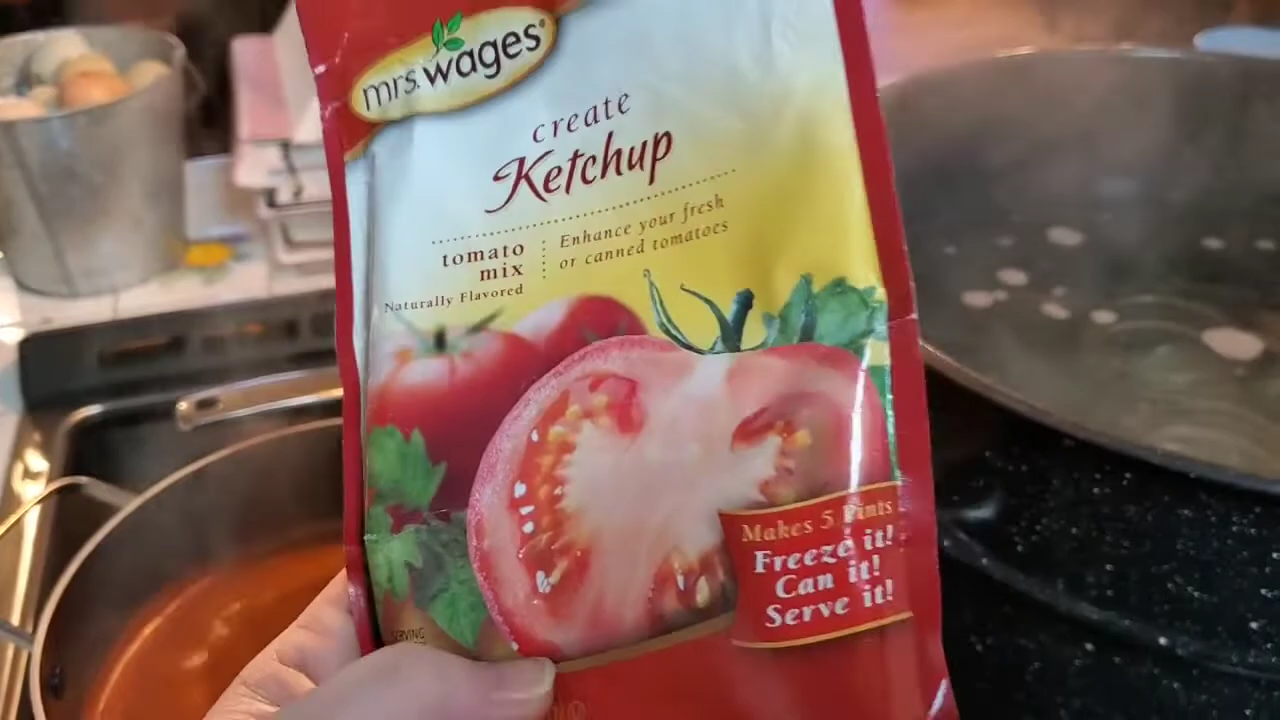 mrs. wages®
create
Ketchup
tomato
mix
Naturally Flavored
Enhance your fresh
or canned tomatoes
Makes 5 Pints
Freeze it!
Can it!
Serve it!
SERVING